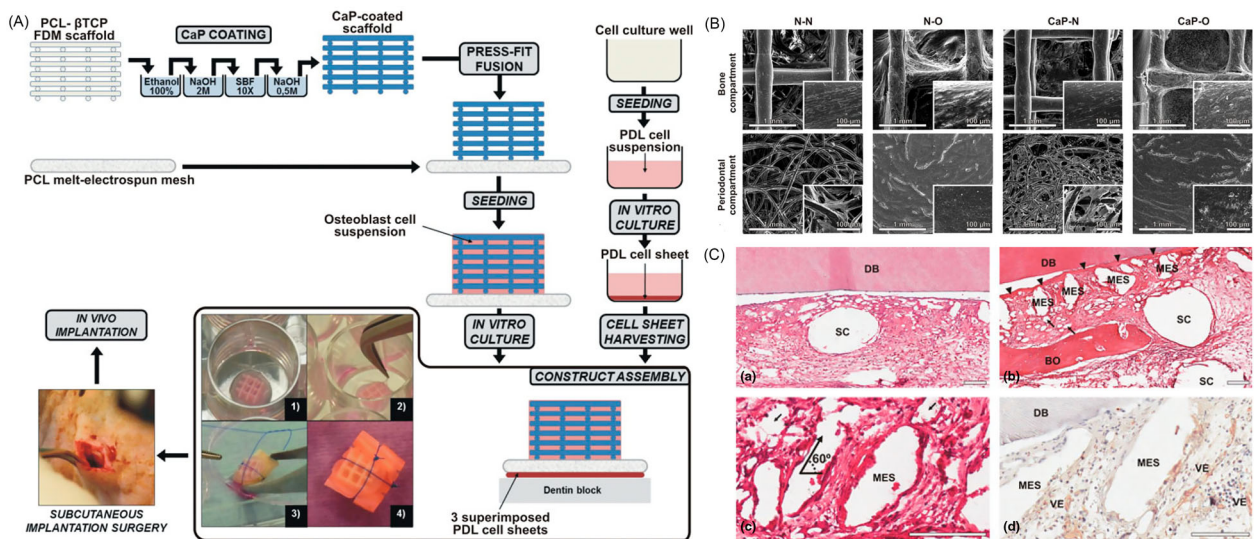 (A)
PCL- βTCP
FDM scaffold
CaP COATING
Ethanol
100%
NaOH
2M
SBF
10X
NaOH
0,5M
CaP-coated
scaffold
PRESS-FIT
FUSION
Cell culture well
SEEDING
PDL cell
suspension
PCL melt-electrospun mesh
SEEDING
Osteoblast cell
suspension
IN VITRO
CULTURE
PDL cell sheet
IN VITRO
CULTURE
CELL SHEET
HARVESTING
CONSTRUCT ASSEMBLY
1)
2)
3)
4)
Dentin block
3 superimposed
PDL cell sheets
IN VIVO
IMPLANTATION
SUBCUTANEOUS
IMPLANTATION SURGERY
(B)
N-N
N-O
CaP-N
CaP-O
Bone
compartment
1 mm
100 µm
1 mm
100 µm
1 mm
100 µm
1 mm
100 µm
Periodontal
compartment
1 mm
100 µm
1 mm
100 µm
1 mm
100 µm
1 mm
100 µm
(C)
DB
SC
(a)
DB
MES
MES
MES
MES
SC
BO
SC
(b)
60º
MES
(c)
DB
MES
MES
VE
VE
VE
(d)